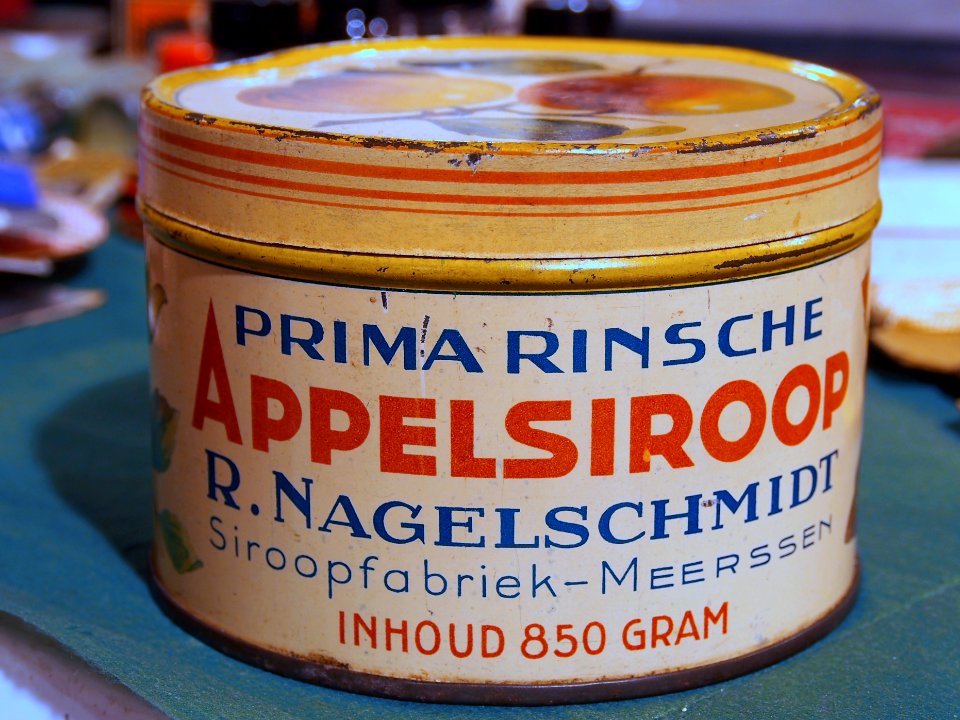 PRIMA RINSCHE
APPELSIROOP
R. NAGELSCHMIDT
Siroopfabriek-MEERSSEN
INHOUD 850 GRAM